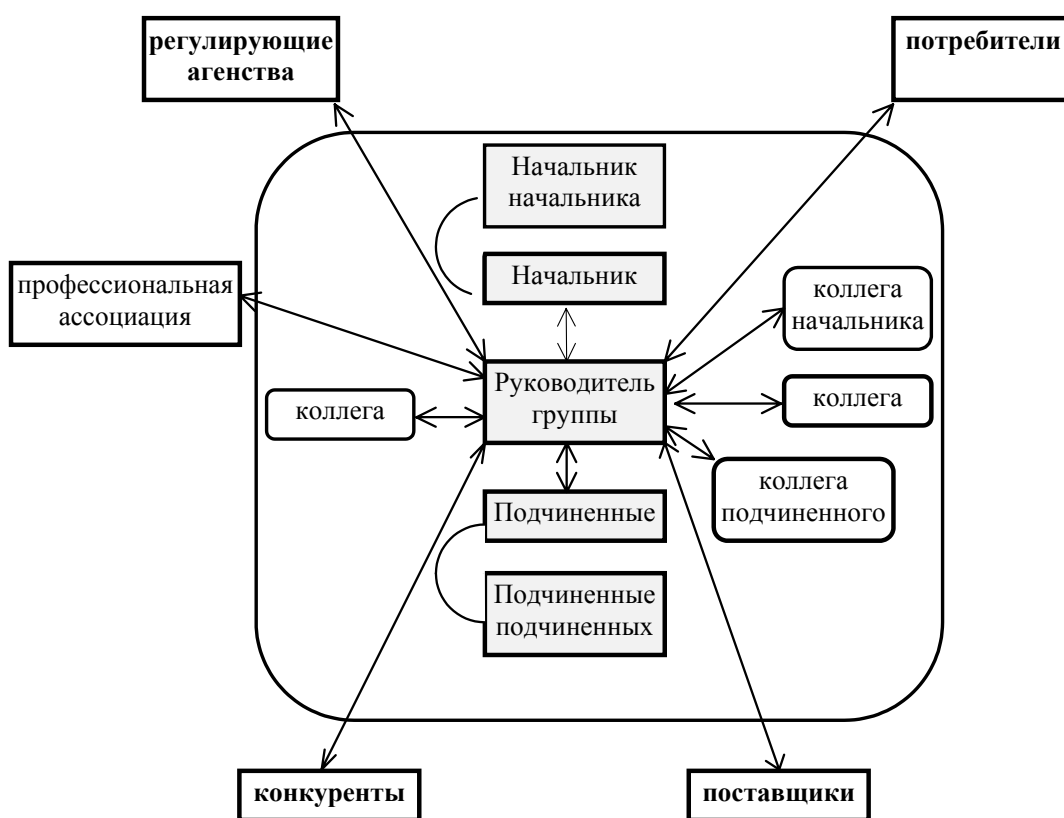 регулирующие
агенства
потребители
Начальник
начальника
Начальник
профессиональная
ассоциация
коллега
начальника
Руководитель
группы
коллега
коллега
коллега
подчиненного
Подчиненные
Подчиненные
подчиненных
конкуренты
поставщики